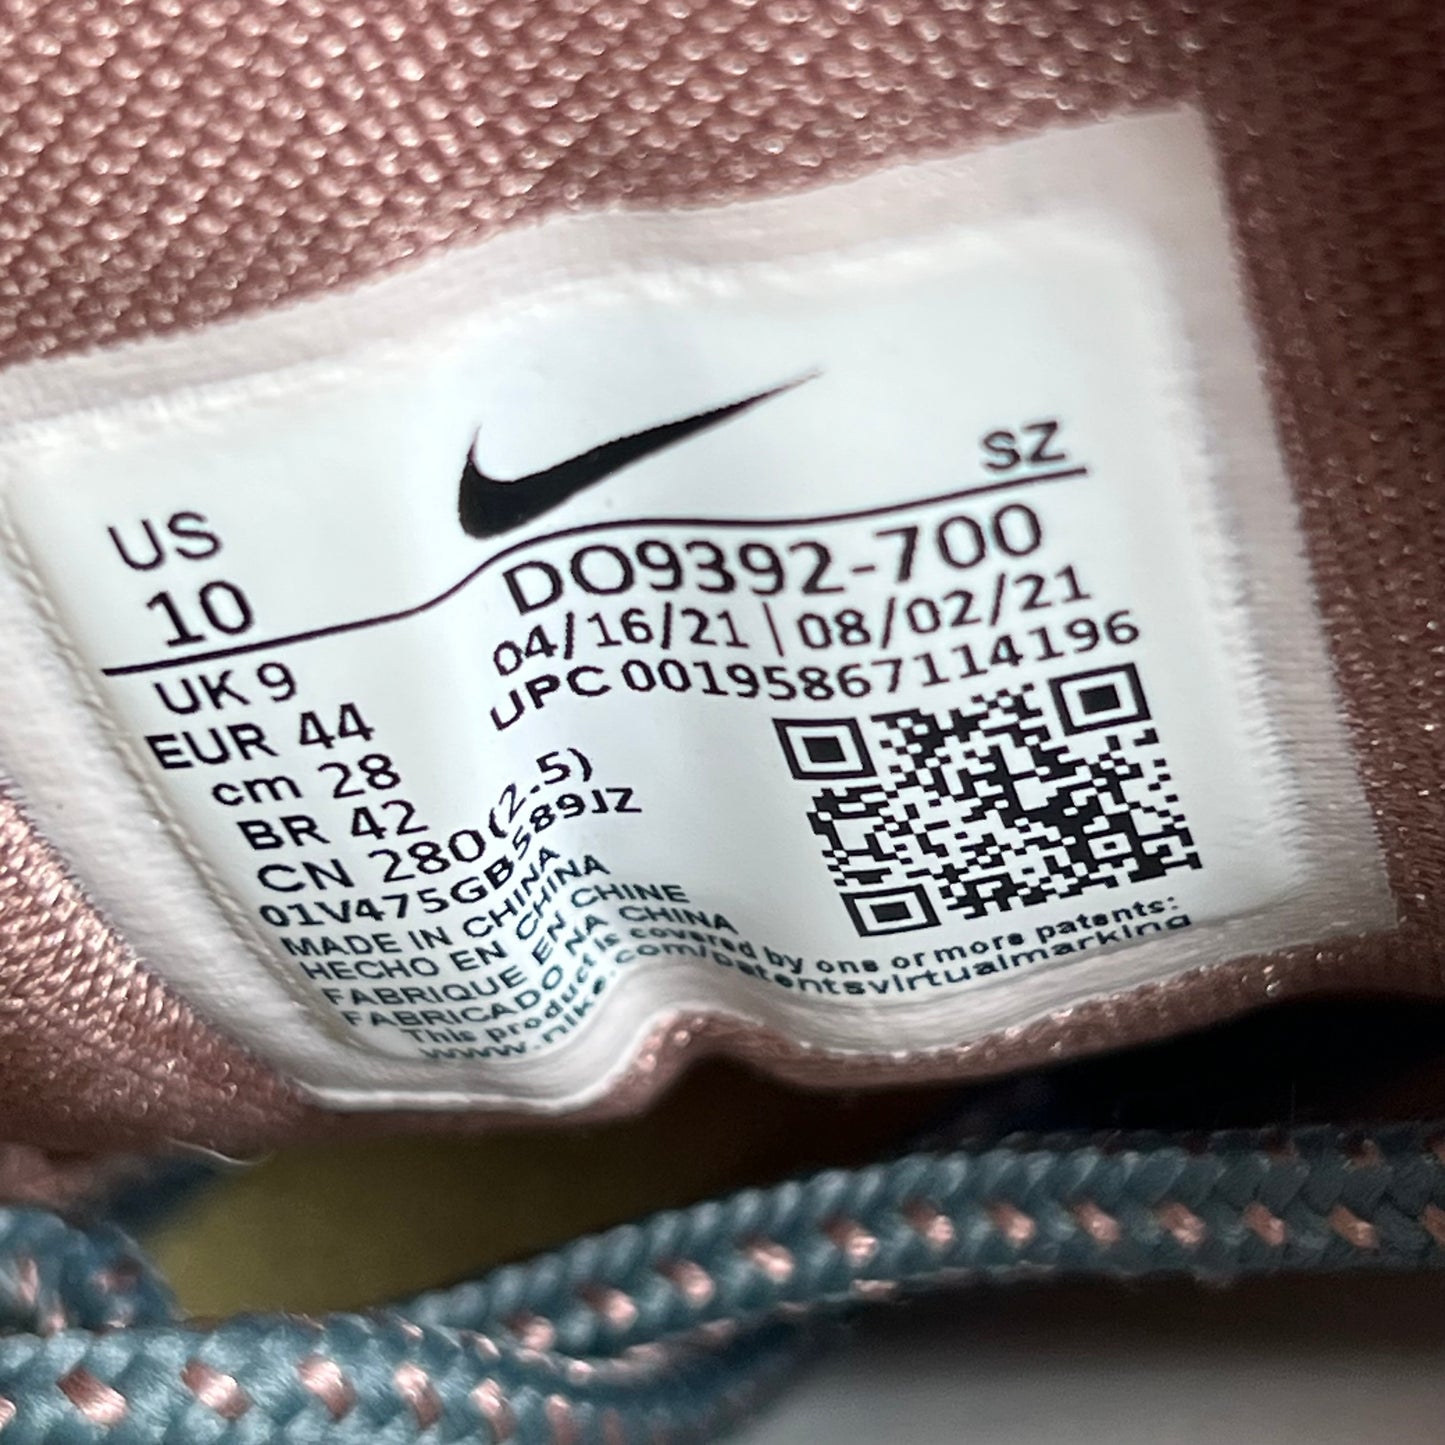 SZ
US
10
DO9392-700
04/16/21 | 08/02/21
UPC 00195867114196
UK 9
EUR 44
cm 28
BR 42
CN 280(2.5)
01V475GB589JZ
MADE IN CHINA
HECHO EN CHINA
FABRIQUE EN CHINE
FABRICADO NA CHINA
This product is covered by one or more patents:
www.nike.com/patentsvirtualmarking